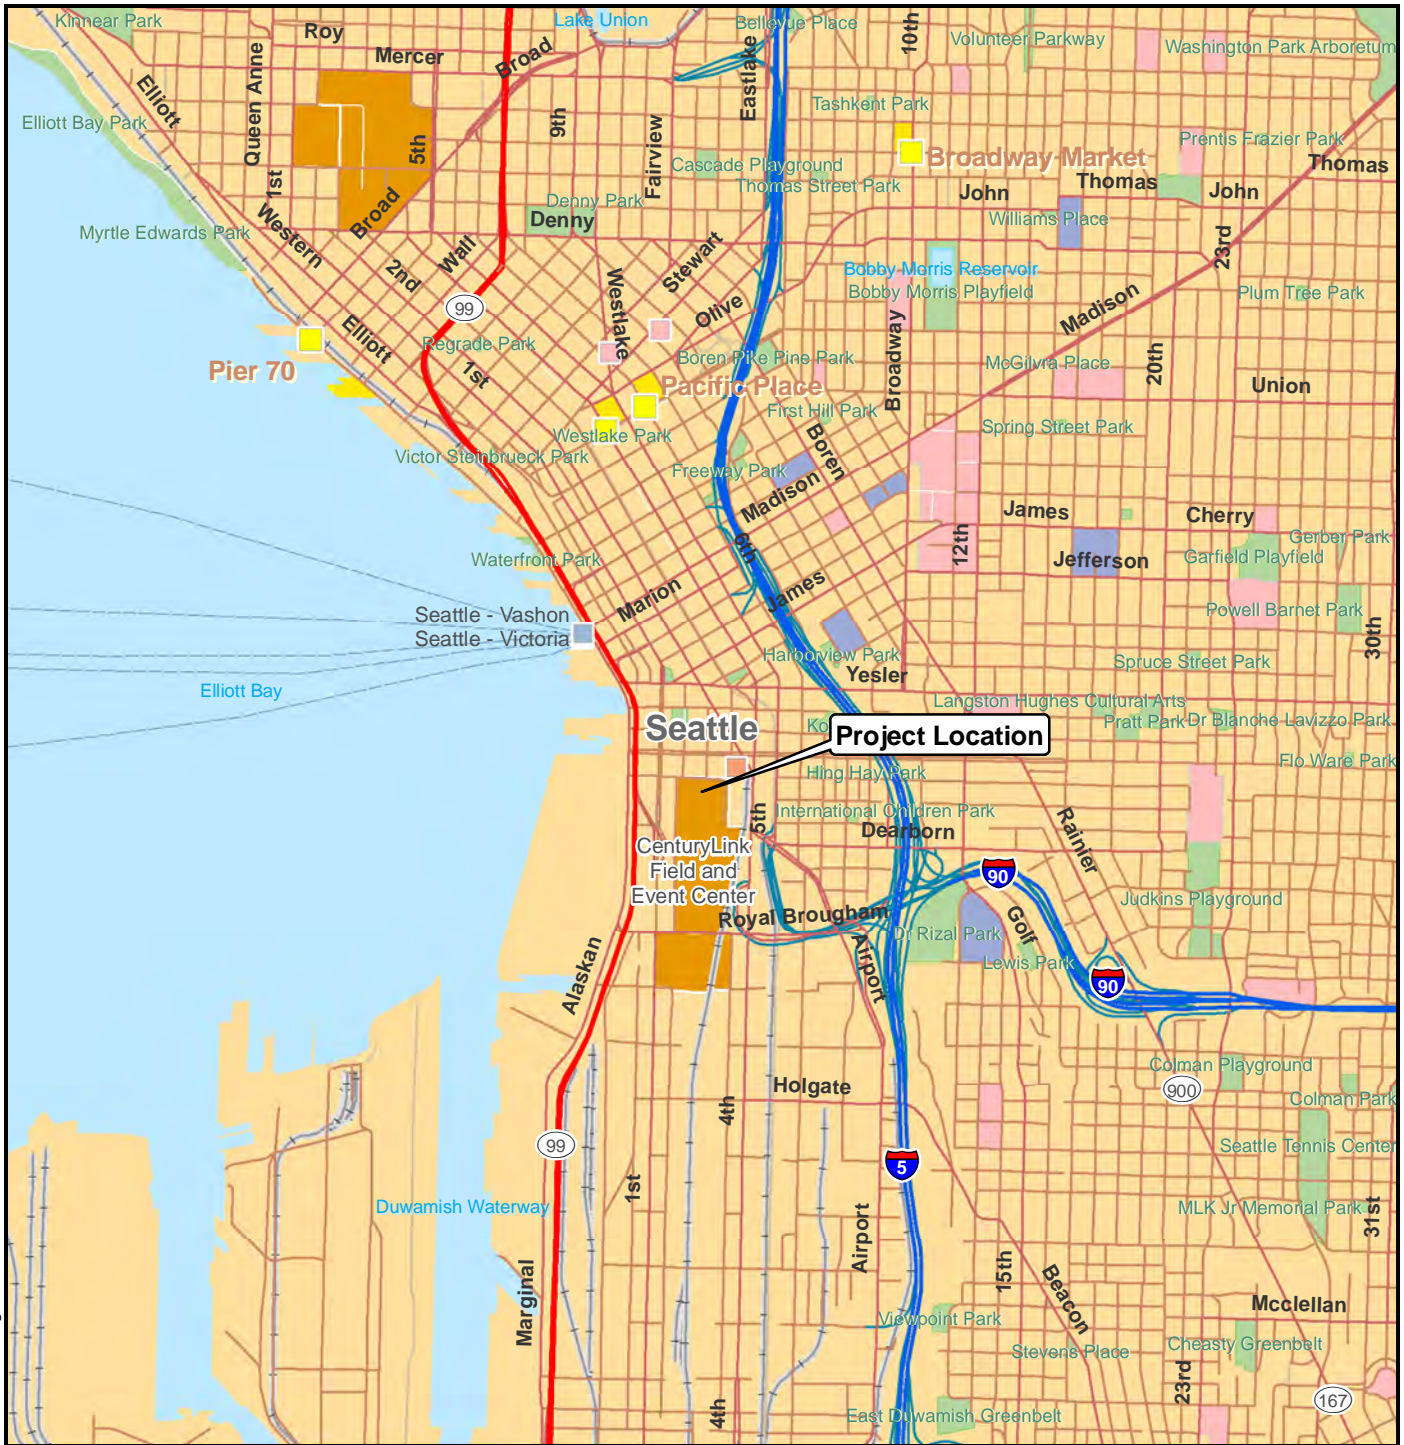 Kinnear Park
Roy
Lake Union
Bellevue Place
10th
Volunteer Parkway
Washington Park Arboretum
Mercer
Broad
Queen Anne
Elliott
Eastlake
Tashkent Park
Elliott Bay Park
9th
Fairview
5th
Prentis Frazier Park
Broadway Market
Cascade Playground
Thomas
Thomas Street Park
1st
Thomas
John
John
Denny Park
Denny
Broad
Williams Place
Western
Myrtle Edwards Park
Wall
Stewart
23rd
2nd
Bobby Morris Reservoir
Bobby Morris Playfield
Plum Tree Park
99
Westlake
Olive
Madison
Elliott
Regrade Park
Boren Pike Pine Park
Broadway
McGilvra Place
20th
Pier 70
1st
Pacific Place
Union
First Hill Park
Westlake Park
Spring Street Park
Victor Steinbrueck Park
Boren
Freeway Park
Madison
James
Cherry
6th
12th
Gerber Park
Waterfront Park
Jefferson
Garfield Playfield
Marion
James
Seattle - Vashon
Seattle - Victoria
Powell Barnet Park
30th
Harborview Park
Yesler
Spruce Street Park
Elliott Bay
Langston Hughes Cultural Arts
Pratt Park
Dr Blanche Lavizzo Park
Seattle
Ko
Project Location
Flo Ware Park
Hing Hay Park
International Children Park
5th
Dearborn
Rainier
CenturyLink
Field and
Event Center
90
Judkins Playground
Royal Brougham
Golf
Dr Rizal Park
Alaskan
Airport
Lewis Park
90
Colman Playground
Holgate
900
Colman Park
4th
99
Seattle Tennis Center
5
1st
Duwamish Waterway
MLK Jr Memorial Park
31st
Airport
15th
Beacon
Marginal
Mcclellan
Viewpoint Park
Stevens Place
Cheasty Greenbelt
23rd
167
4th
East Duwamish Greenbelt